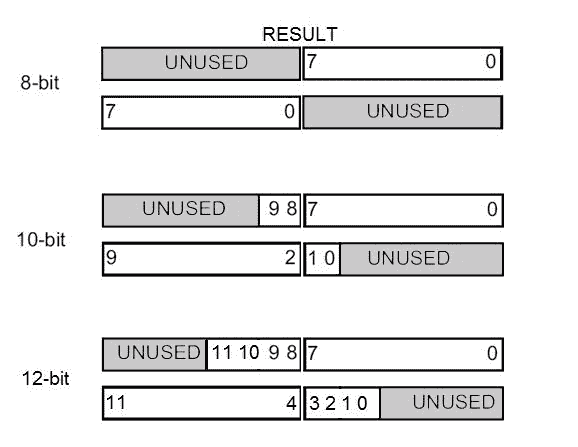 RESULT
UNUSED 7 0
8-bit
7 0 UNUSED
UNUSED 9 8 7 0
10-bit
9 2 1 0 UNUSED
UNUSED 11 10 9 8 7 0
12-bit
11 4 3 2 1 0 UNUSED